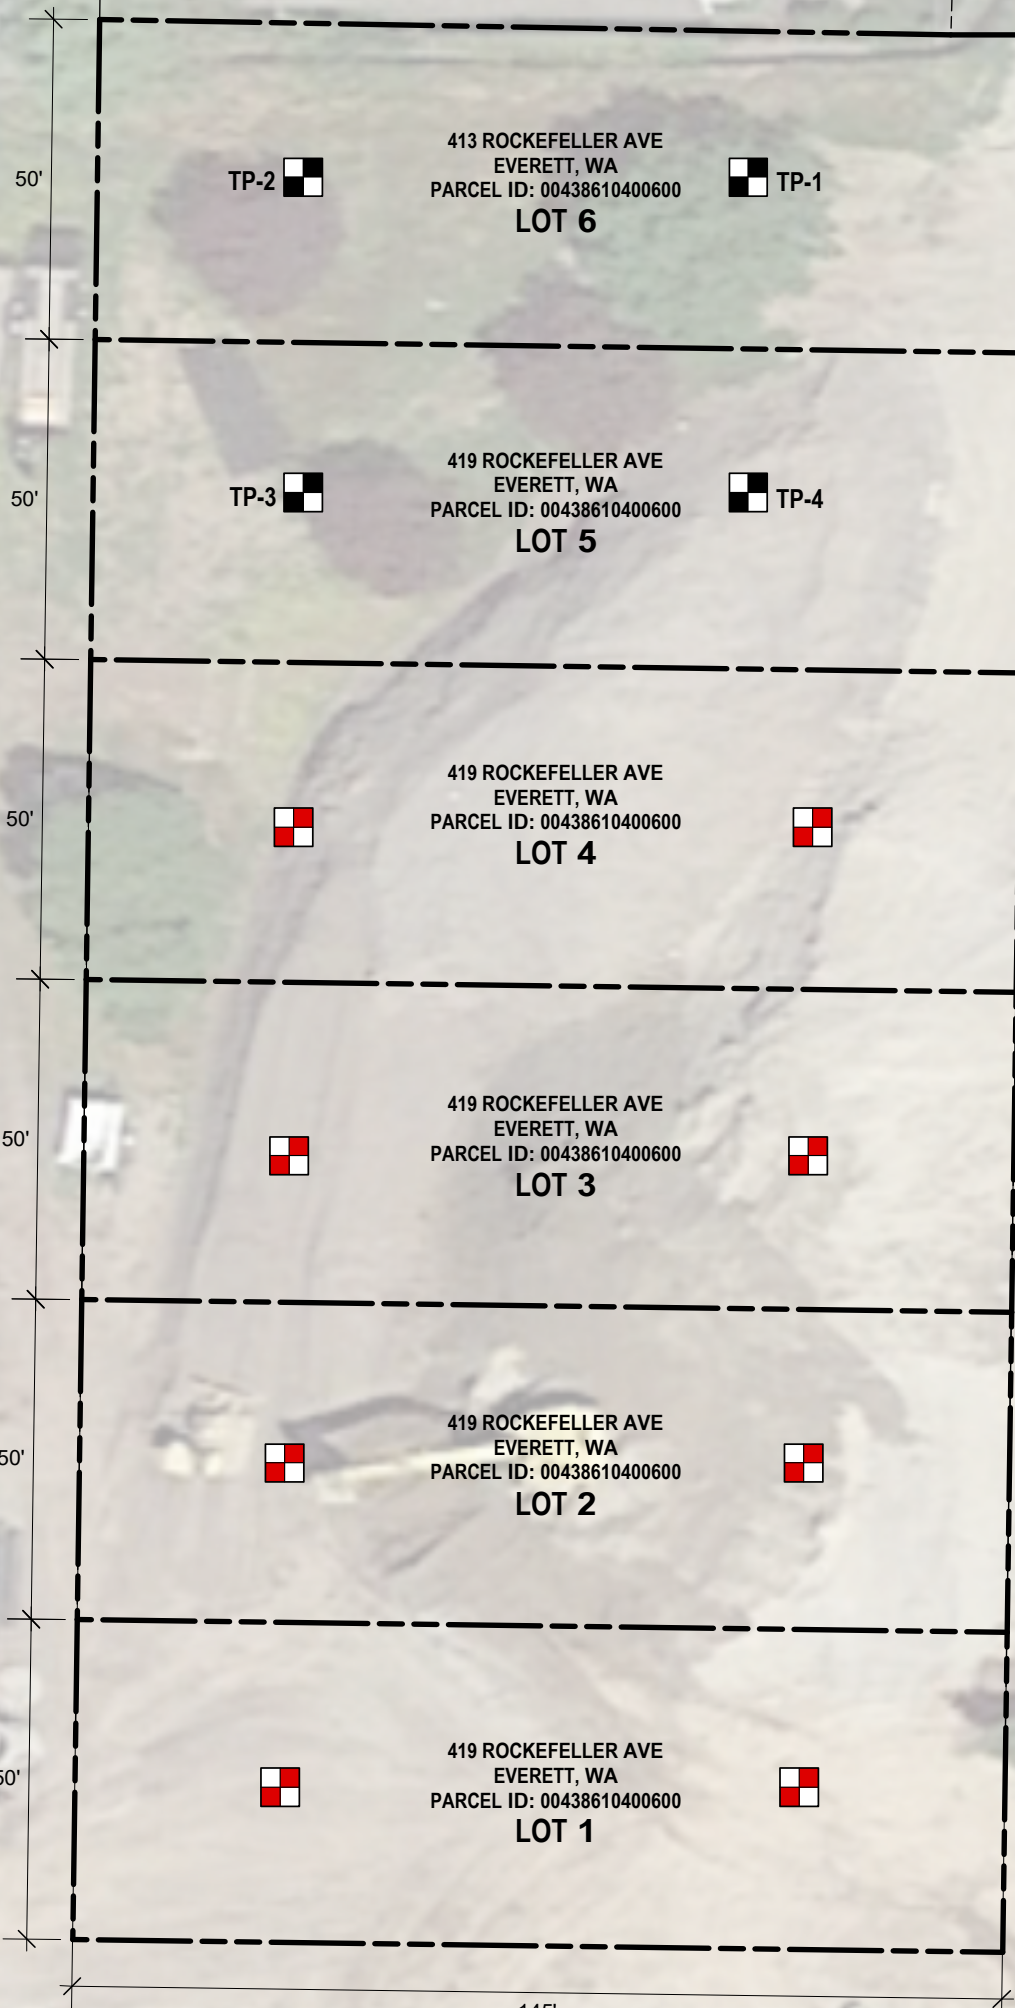 413 ROCKEFELLER AVE
EVERETT, WA
PARCEL ID: 00438610400600
LOT 6
TP-2
TP-1
50'
419 ROCKEFELLER AVE
EVERETT, WA
PARCEL ID: 00438610400600
LOT 5
TP-3
TP-4
50'
419 ROCKEFELLER AVE
EVERETT, WA
PARCEL ID: 00438610400600
LOT 4
50'
419 ROCKEFELLER AVE
EVERETT, WA
PARCEL ID: 00438610400600
LOT 3
50'
419 ROCKEFELLER AVE
EVERETT, WA
PARCEL ID: 00438610400600
LOT 2
50'
419 ROCKEFELLER AVE
EVERETT, WA
PARCEL ID: 00438610400600
LOT 1
50'
145'